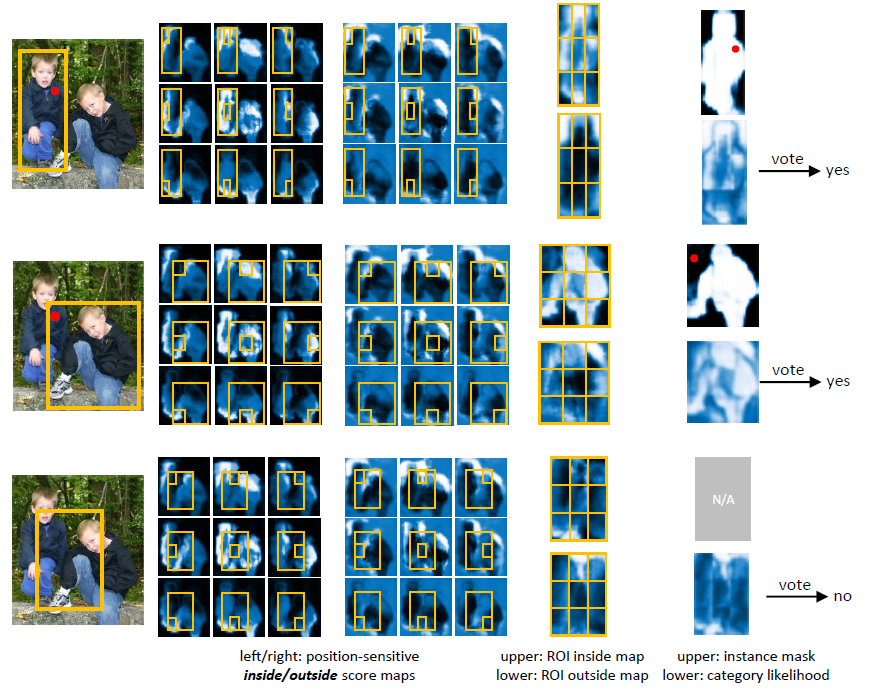 vote
yes
vote
yes
N/A
vote
no
left/right: position-sensitive
inside/outside score maps
upper: ROI inside map
lower: ROI outside map
upper: instance mask
lower: category likelihood